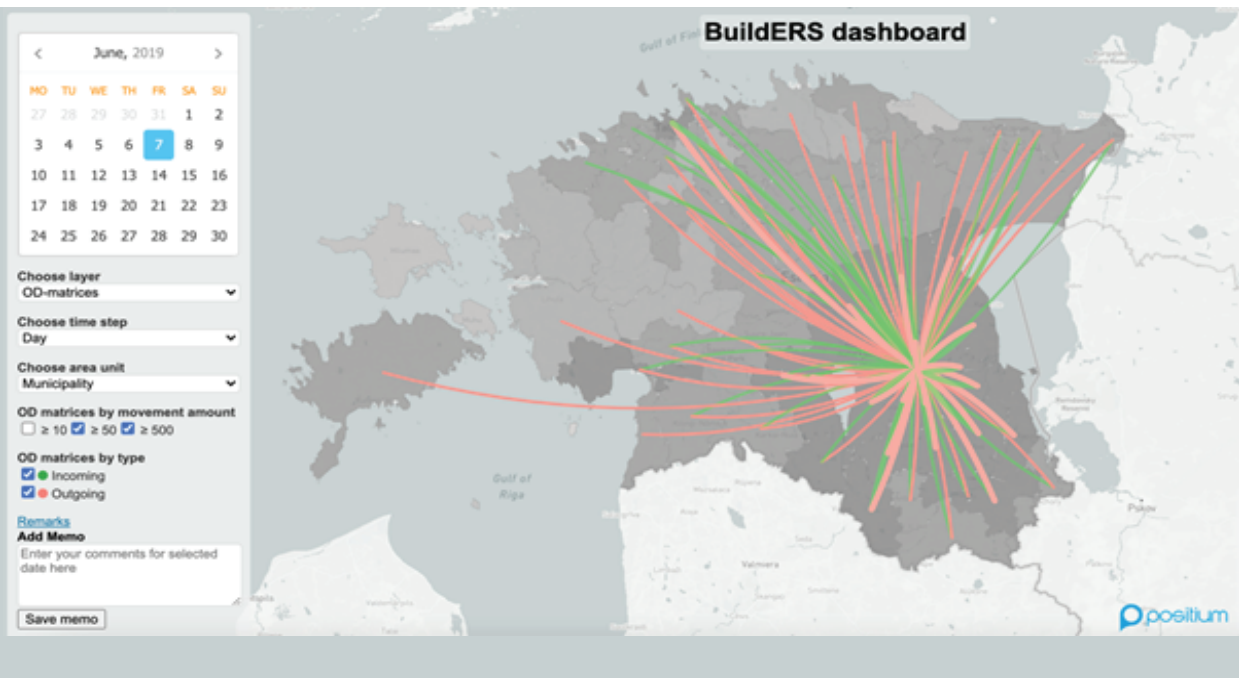 BuildERS dashboard
June, 2019
MO TU WE TH FR SA SU
27 28 29 30 31 1 2
3 4 5 6 7 8 9
10 11 12 13 14 15 16
17 18 19 20 21 22 23
24 25 26 27 28 29 30
Choose layer
OD-matrices
Choose time step
Day
Choose area unit
Municipality
OD matrices by movement amount
≥ 10 ≥ 50 ≥ 500
OD matrices by type
Incoming
Outgoing
Remarks
Add Memo
Enter your comments for selected
date here
Save memo
Gulf of
Gulf of
Riga
Valmiera
Pskov
positium